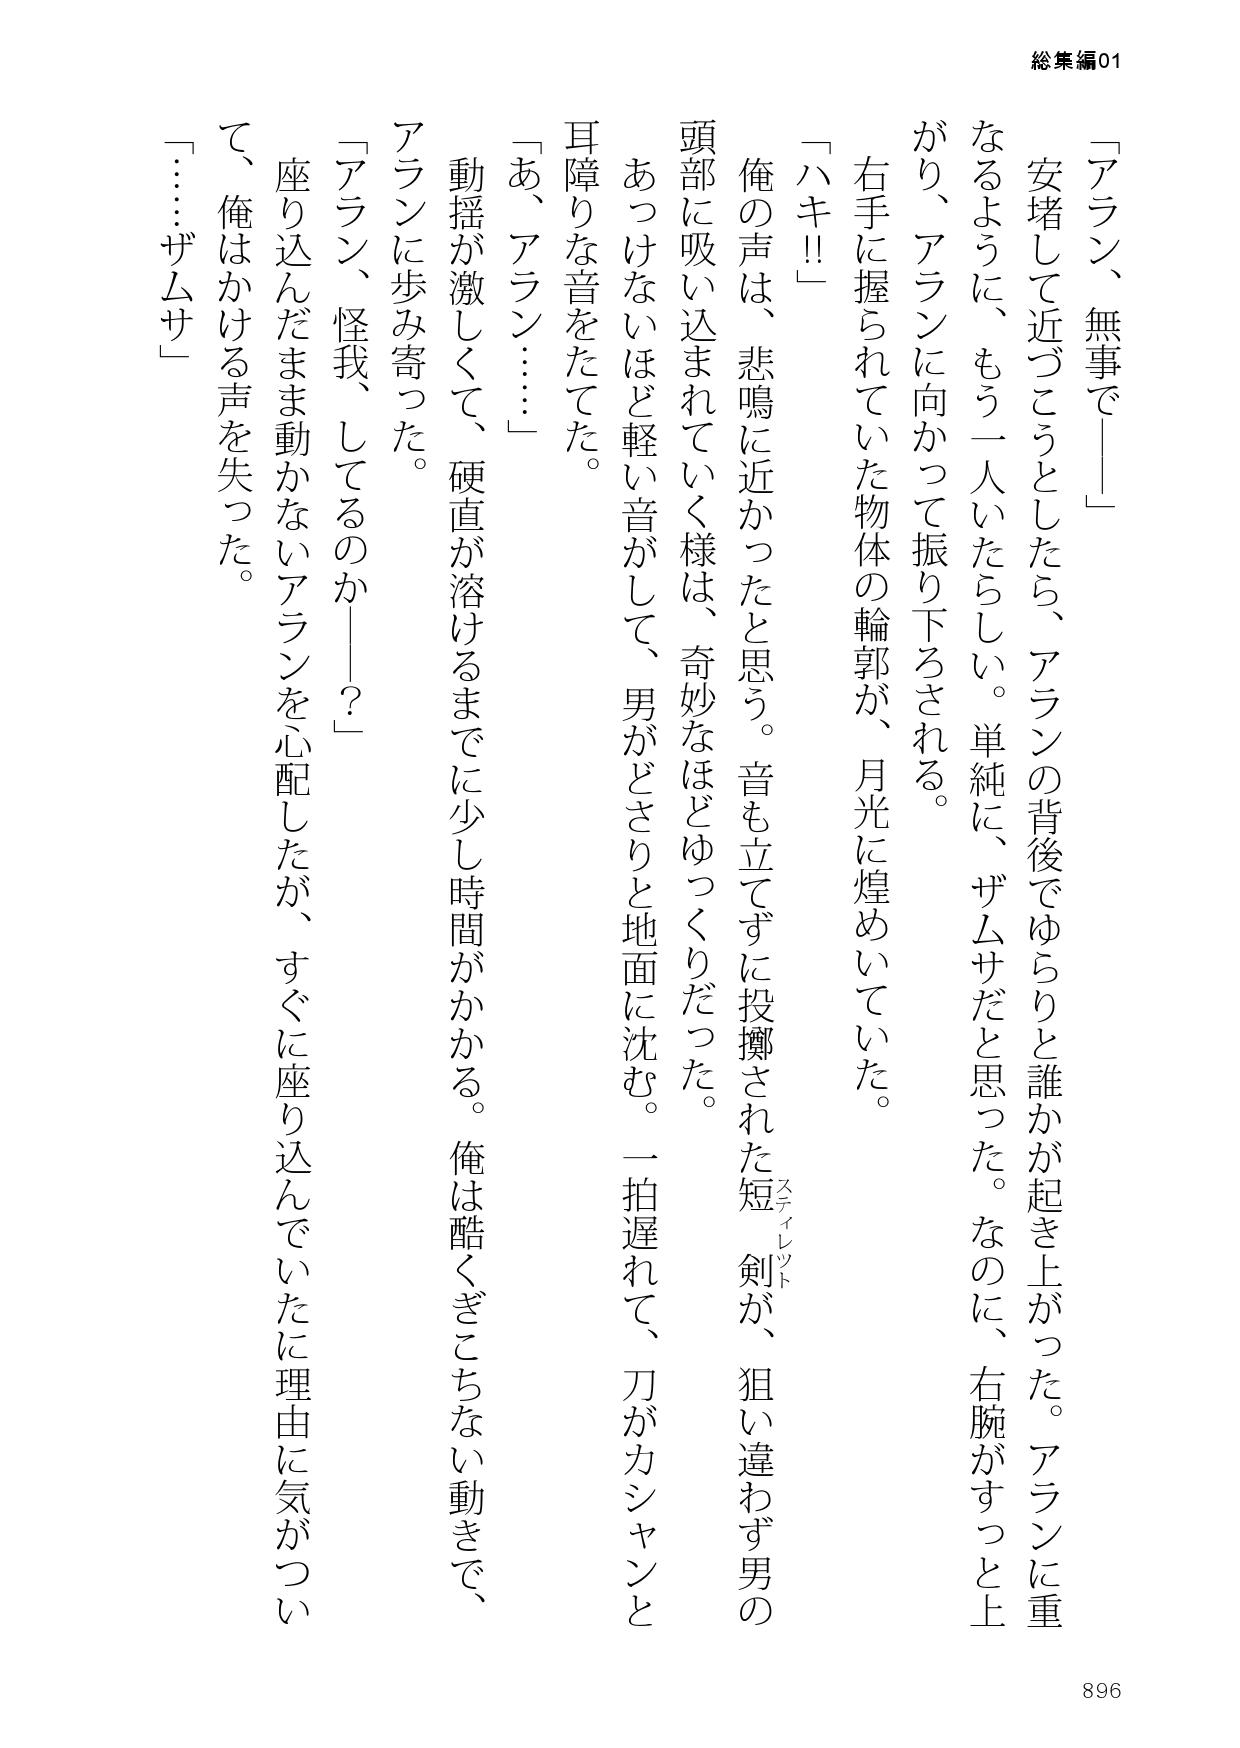 総集編01
「アラン、無事で――」
　安堵して近づこうとしたら、アランの背後でゆらりと誰かが起き上がった。アランに重
なるように、もう一人いたらしい。単純に、ザムサだと思った。なのに、右腕がすっと上
がり、アランに向かって振り下ろされる。
　右手に握られていた物体の輪郭が、月光に煌めいていた。
「ハキ!!」
　俺の声は、悲鳴に近かったと思う。音も立てずに投擲された短剣が、狙い違わず男の
スティレット
頭部に吸い込まれていく様は、奇妙なほどゆっくりだった。
　あっけないほど軽い音がして、男がどさりと地面に沈む。一拍遅れて、刀がカシャンと
耳障りな音をたてた。
「あ、アラン……」
　動揺が激しくて、硬直が溶けるまでに少し時間がかかる。俺は酷くぎこちない動きで、
アランに歩み寄った。
「アラン、怪我、してるのか――？」
　座り込んだまま動かないアランを心配したが、すぐに座り込んでいたに理由に気がつい
て、俺はかける声を失った。
「……ザムサ」
896